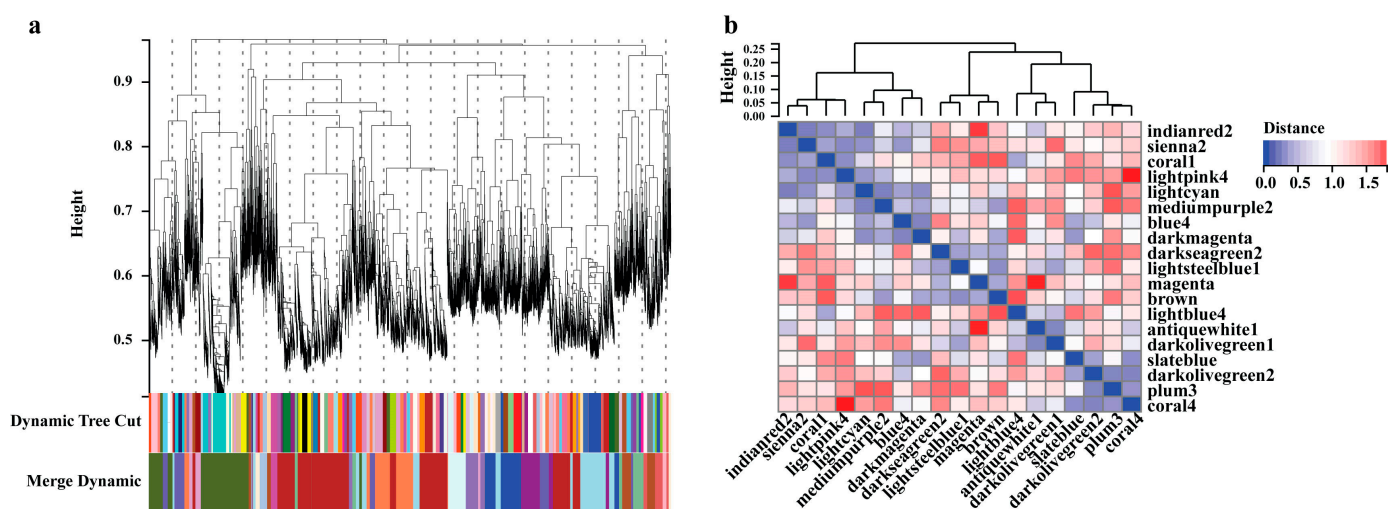 a
0.9
0.8
0.7
0.6
0.5
Height
Dynamic Tree Cut
Merge Dynamic
b
0.25
0.20
0.15
0.10
0.05
0.00
Height
indianred2
sienna2
coral1
lightpink4
lightcyan
mediumpurple2
blue4
darkmagenta
darkseagreen2
lightsteelblue1
magenta
brown
lightblue4
antiquewhite1
darkolivegreen1
slateblue
darkolivegreen2
plum3
coral4
Distance
0.0 0.5 1.0 1.5
indianred2
sienna2
coral1
lightpink4
lightcyan
mediumpurple2
blue4
darkmagenta
darkseagreen2
lightsteelblue1
magenta
brown
lightblue4
antiquewhite1
darkolivegreen1
slateblue
darkolivegreen2
plum3
coral4